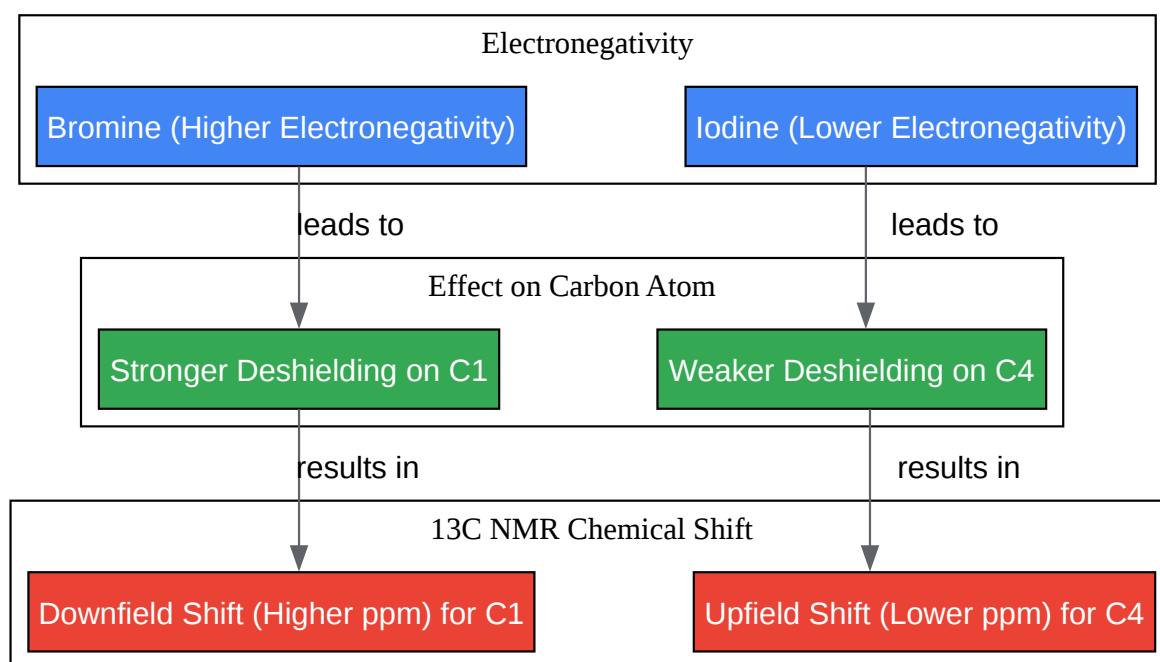 Electronegativity
Bromine (Higher Electronegativity)
Iodine (Lower Electronegativity)
leads to
leads to
Effect on Carbon Atom
Stronger Deshielding on C1
Weaker Deshielding on C4
results in
results in
13C NMR Chemical Shift
Downfield Shift (Higher ppm) for C1
Upfield Shift (Lower ppm) for C4